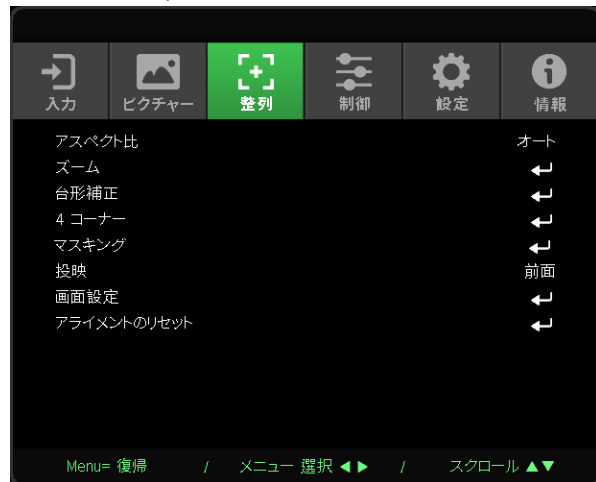 入力 ピクチャー 整列 制御 設定 情報
アスペクト比 オート
ズーム
台形補正
4 コーナー
マスキング
投映 前面
画面設定
アライメントのリセット
Menu= 復帰 / メニュー 選択 ◀ ▶ / スクロール ▲▼